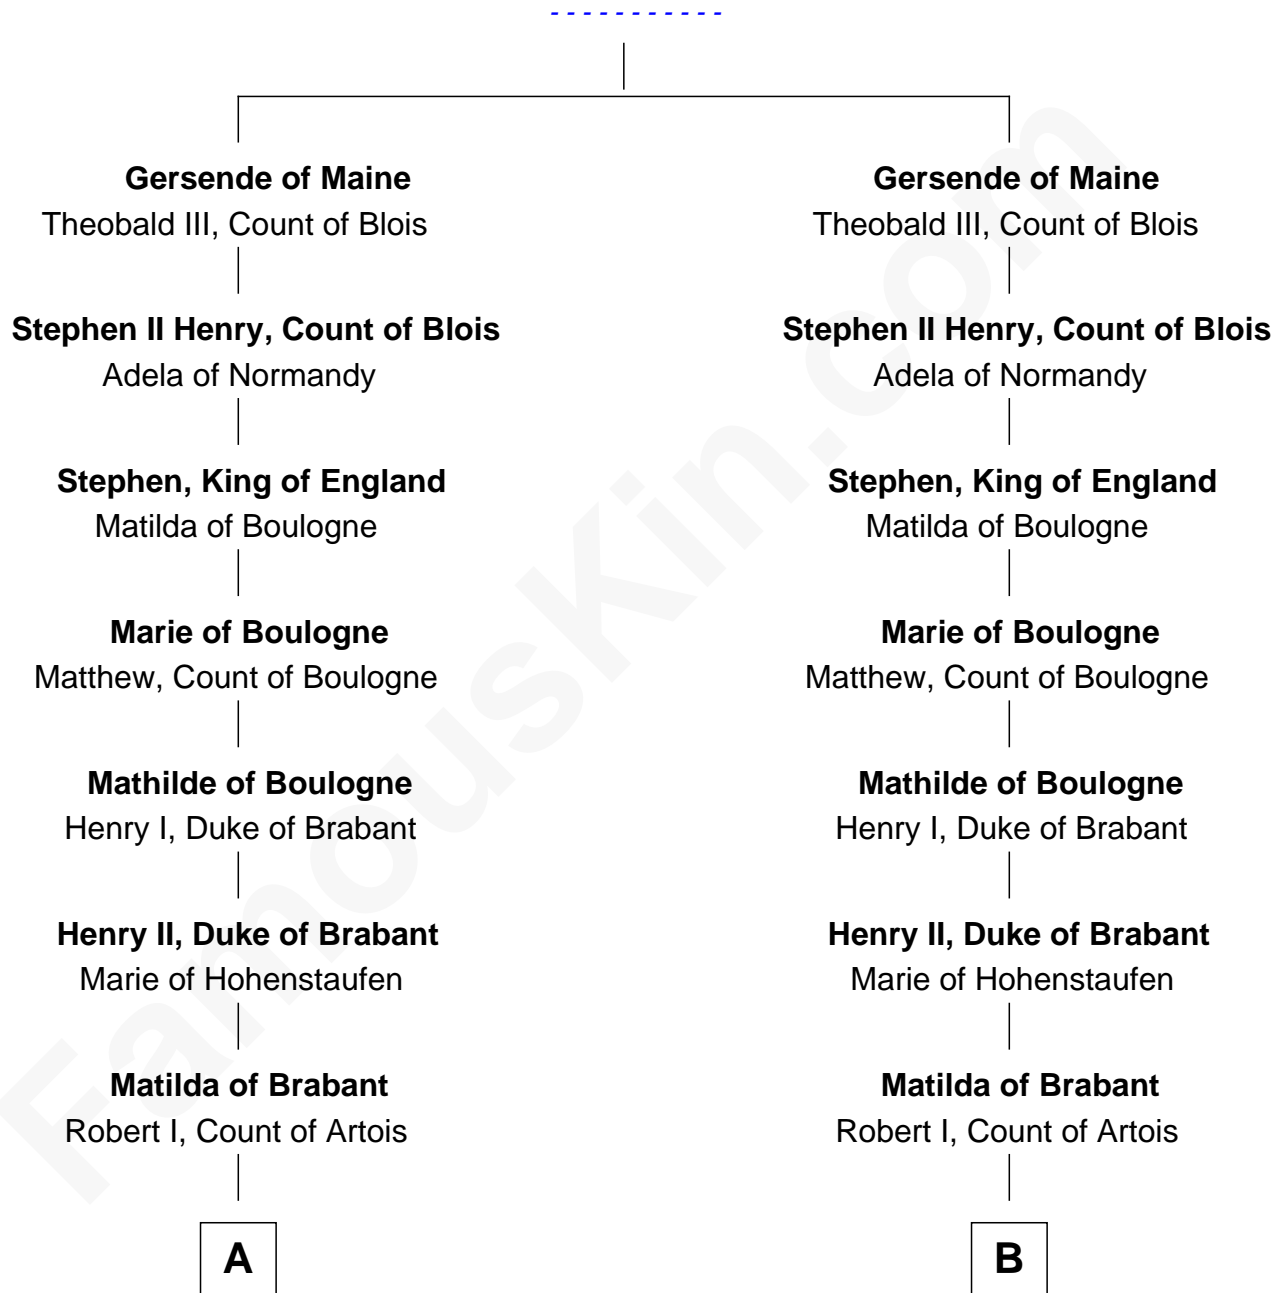 - - - - - - - - - - -
Gersende of Maine Gersende of Maine
Theobald III, Count of Blois Theobald III, Count of Blois
Stephen II Henry, Count of Blois Stephen II Henry, Count of Blois
Adela of Normandy Adela of Normandy
Stephen, King of England Stephen, King of England
Matilda of Boulogne Matilda of Boulogne
Marie of Boulogne Marie of Boulogne
Matthew, Count of Boulogne Matthew, Count of Boulogne
Mathilde of Boulogne Mathilde of Boulogne
Henry I, Duke of Brabant Henry I, Duke of Brabant
Henry II, Duke of Brabant Henry II, Duke of Brabant
Marie of Hohenstaufen Marie of Hohenstaufen
Matilda of Brabant Matilda of Brabant
Robert I, Count of Artois Robert I, Count of Artois
A B
FamousKin.com